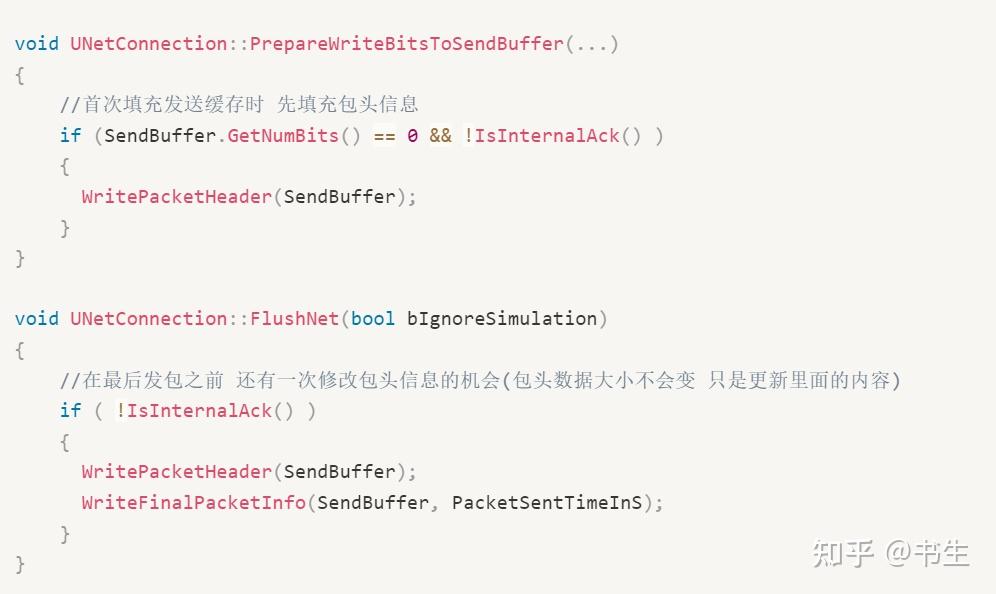 void UNetConnection::PrepareWriteBitsToSendBuffer(...)
{
    //首次填充发送缓存时 先填充包头信息
    if (SendBuffer.GetNumBits() == 0 && !IsInternalAck() )
    {
      WritePacketHeader(SendBuffer);
    }
}

void UNetConnection::FlushNet(bool bIgnoreSimulation)
{
    //在最后发包之前 还有一次修改包头信息的机会(包头数据大小不会变 只是更新里面的内容)
    if ( !IsInternalAck() )
    {
      WritePacketHeader(SendBuffer);
      WriteFinalPacketInfo(SendBuffer, PacketSentTimeInS);
    }
}
知乎 @书生